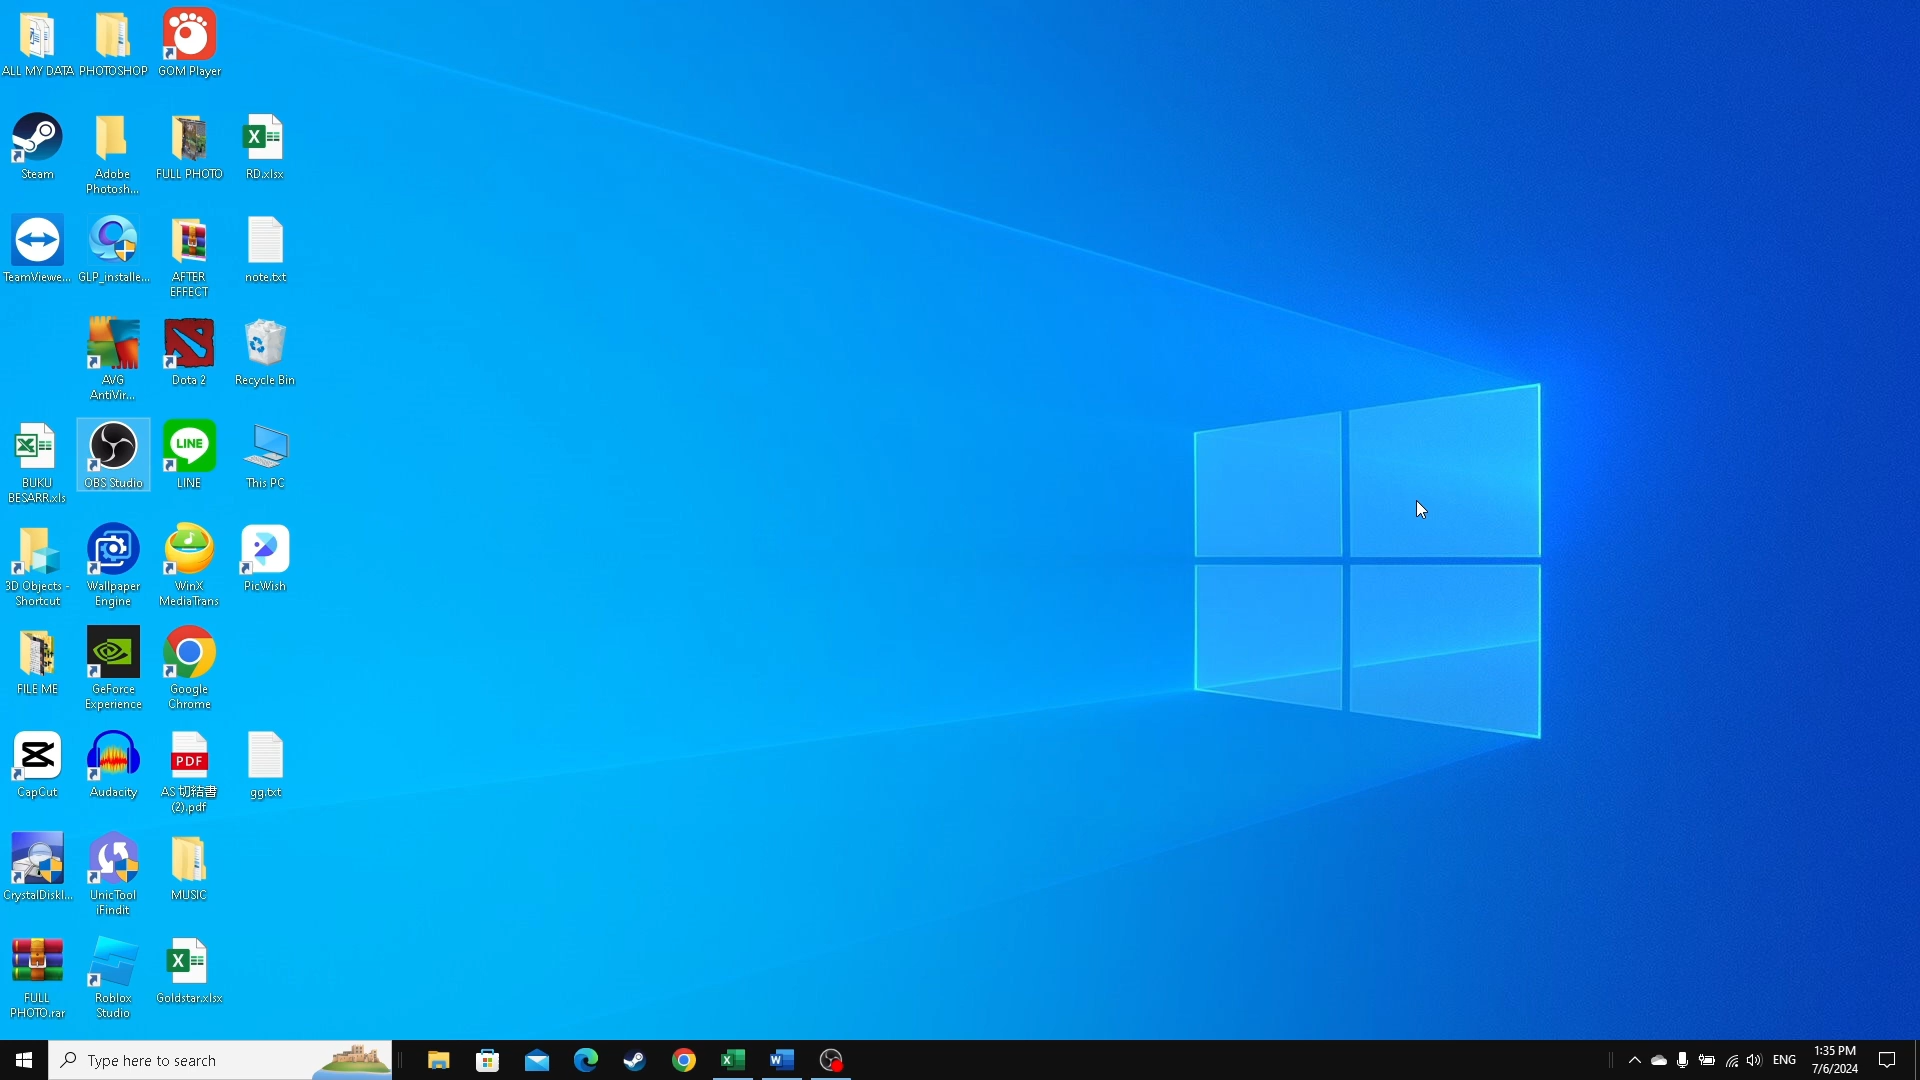 ALL MY DATA
PHOTOSHOP
GOM Player
Steam
Adobe
Photosh...
FULL PHOTO
RD.xlsx
TeamViewe...
GLP_installe...
AFTER
EFFECT
note.txt
AVG
AntiVir...
Dota 2
Recycle Bin
BUKU
BESARR.xls
OBS Studio
LINE
LINE
This PC
3D Objects -
Shortcut
Wallpaper
Engine
WinX
MediaTrans
PicWish
FILE ME
GeForce
Experience
Google
Chrome
CapCut
Audacity
PDF
AS 切结書
(2).pdf
gg.txt
CrystalDiskI...
UnicTool
iFindit
MUSIC
FULL
PHOTO.rar
Roblox
Studio
Goldstar.xlsx
Type here to search
ENG
1:35 PM
7/6/2024